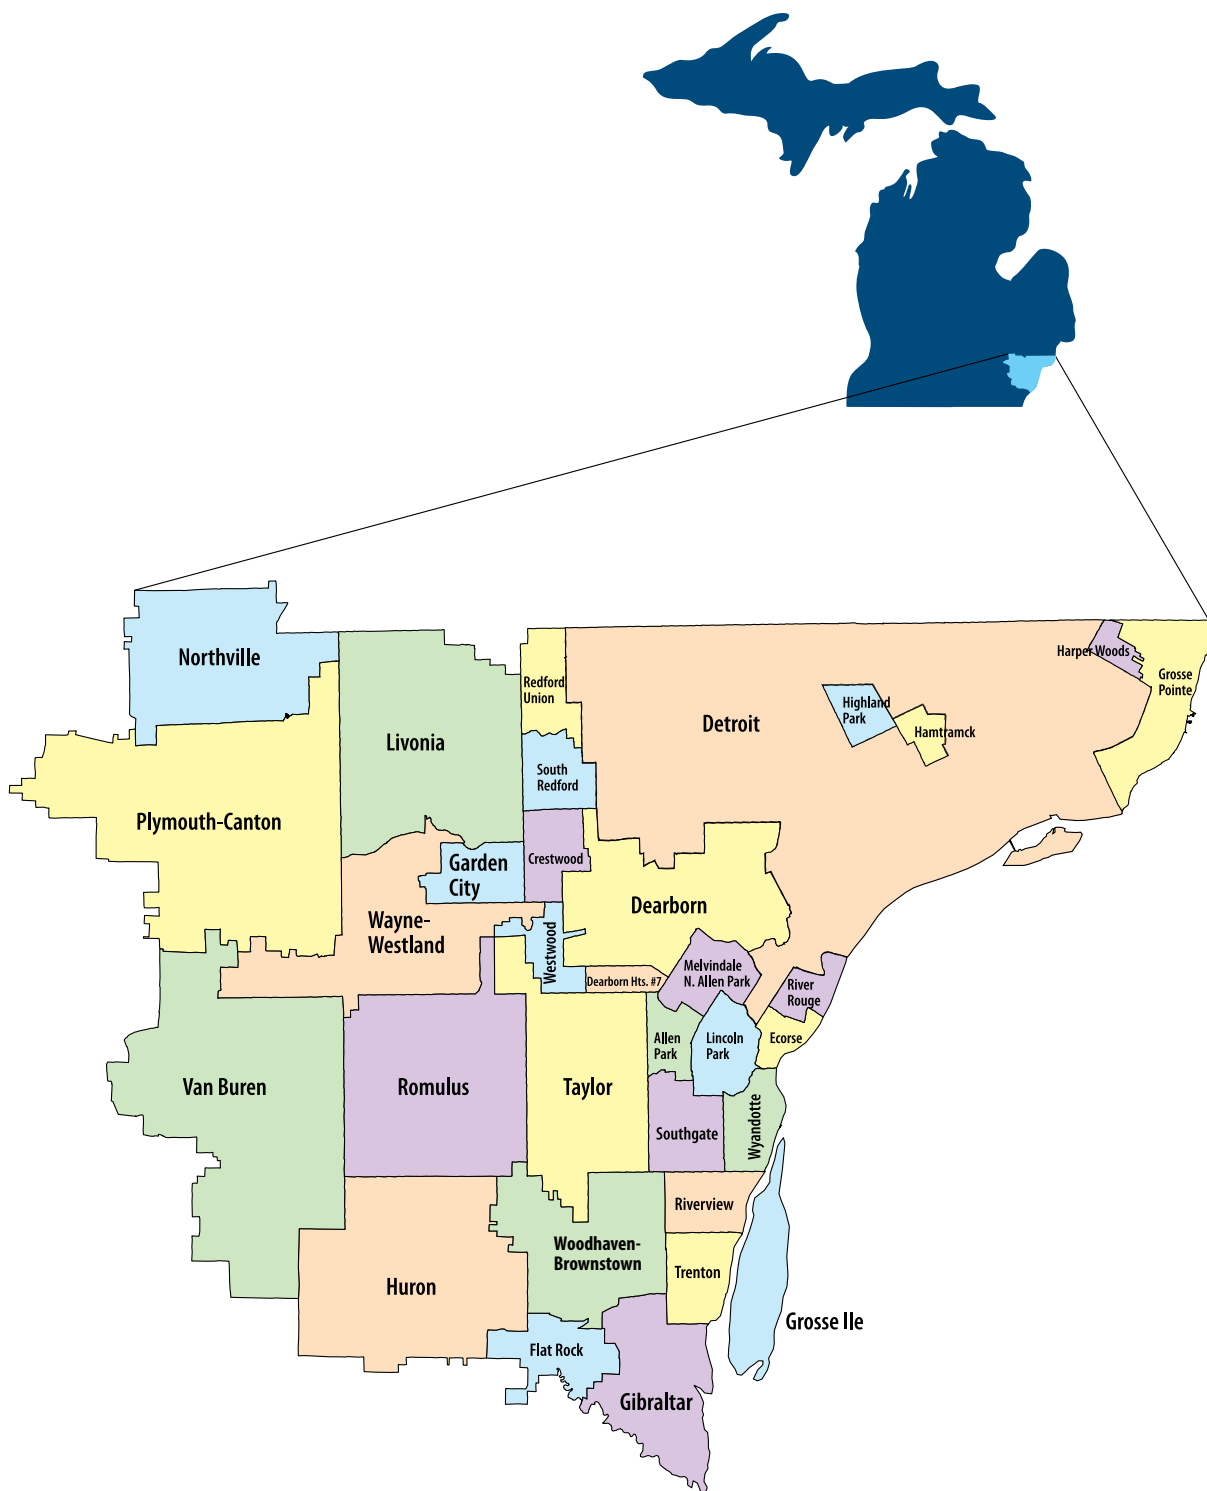 Northville
Redford
Union
Harper Woods
Grosse
Pointe
Highland
Park
Detroit
Hamtramck
Livonia
South
Redford
Plymouth-Canton
Crestwood
Garden
City
Dearborn
Wayne-
Westland
Westwood
Melvindale
N. Allen Park
Dearborn Hts. #7
River
Rouge
Allen
Park
Lincoln
Park
Ecorse
Van Buren
Romulus
Taylor
Southgate
Wyandotte
Riverview
Woodhaven-
Brownstown
Trenton
Huron
Grosse Ile
Flat Rock
Gibraltar